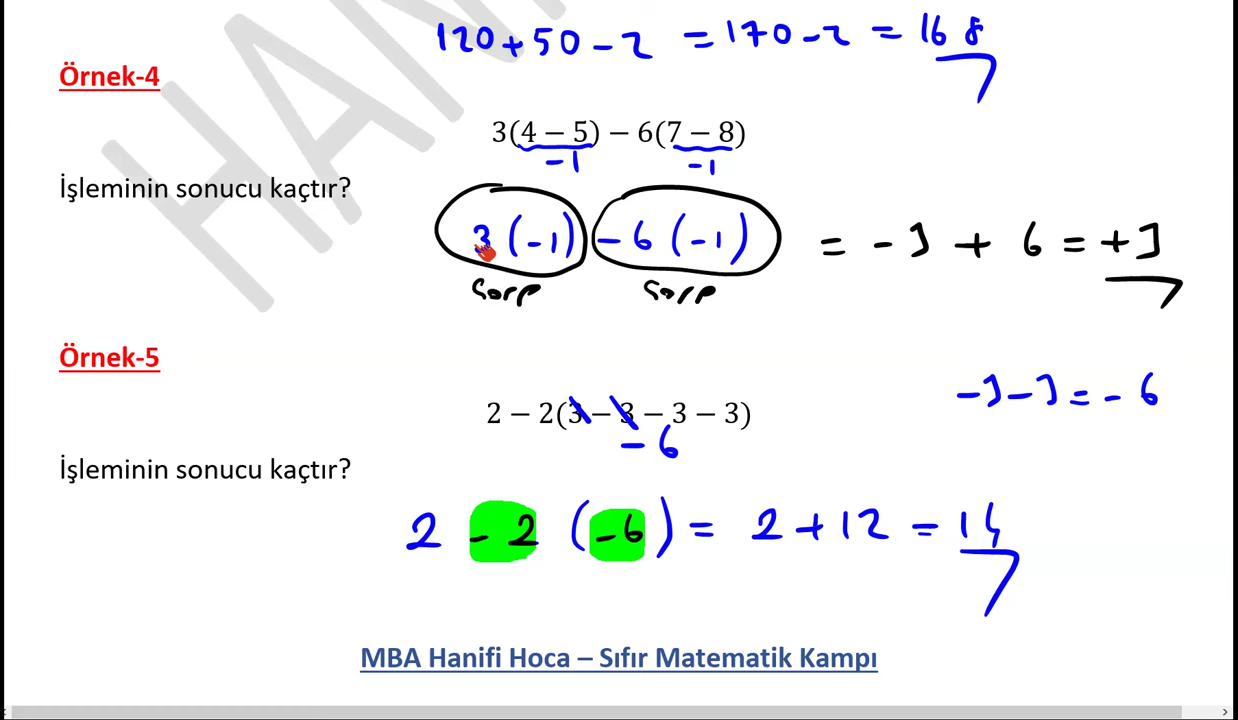 120+50-2 =170-2 = 168
Örnek-4
3(4 − 5) − 6(7 − 8)
-1 -1
İşleminin sonucu kaçtır?
3 (-1) -6 (-1) = -3 + 6 = +3
Çarp Çarp
Örnek-5
-3-3 = -6
2 − 2(3 − 3 − 3 − 3)
-6
İşleminin sonucu kaçtır?
2 -2 (-6) = 2+12 = 14
MBA Hanifi Hoca – Sıfır Matematik Kampı